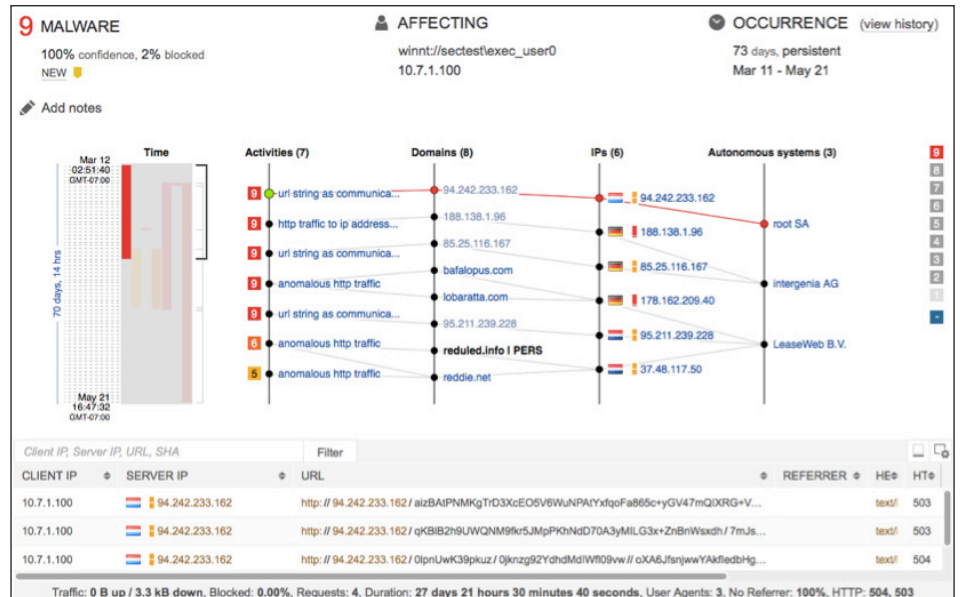 9 MALWARE
100% confidence, 2% blocked
NEW
AFFECTING
winnt://sectest\exec_user0
10.7.1.100
OCCURRENCE (view history)
73 days, persistent
Mar 11 - May 21
Add notes
Time
Mar 12
02:51:40
GMT-07:00
70 days, 14 hrs
May 21
16:47:32
GMT-07:00
Activities (7)
9 url string as communica...
9 http traffic to ip address...
9 url string as communica...
9 anomalous http traffic
9 url string as communica...
6 anomalous http traffic
5 anomalous http traffic
Domains (8)
94.242.233.162
188.138.1.96
85.25.116.167
bafalopus.com
lobaratta.com
95.211.239.228
reduled.info I PERS
reddie.net
IPs (6)
94.242.233.162
188.138.1.96
85.25.116.167
178.162.209.40
95.211.239.228
37.48.117.50
Autonomous systems (3)
root SA
intergenia AG
LeaseWeb B.V.
9
8
7
6
5
4
3
2
1
-
Client IP, Server IP, URL, SHA
Filter
CLIENT IP SERVER IP URL REFERRER HE HT
10.7.1.100 94.242.233.162 http://94.242.233.162/ text/ 503
10.7.1.100 94.242.233.162 http://94.242.233.162/ text/ 503
10.7.1.100 94.242.233.162 http://94.242.233.162/ text/ 504
Traffic: 0 B up / 3.3 kB down, Blocked: 0.00%, Requests: 4, Duration: 27 days 21 hours 30 minutes 40 seconds, User Agents: 3, No Referrer: 100%, HTTP: 504, 503